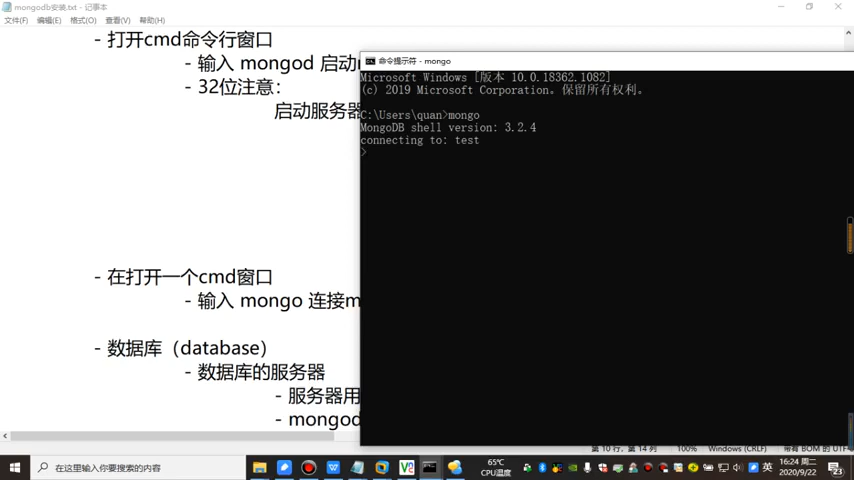 mongodb安装.txt - 记事本
文件(F) 编辑(E) 格式(O) 查看(V) 帮助(H)
- 打开cmd命令行窗口
- 输入 mongod 启动
- 32位注意:
启动服务器
命令提示符 - mongo
Microsoft Windows [版本 10.0.18362.1082]
(c) 2019 Microsoft Corporation。保留所有权利。
C:\Users\quan>mongo
MongoDB shell version: 3.2.4
connecting to: test
>
- 在打开一个cmd窗口
- 输入 mongo 连接m
- 数据库（database）
- 数据库的服务器
- 服务器用
- mongod
第 10 行，第 14 列 100% Windows (CRLF) 带有 BOM 的 UTF
在这里输入你要搜索的内容
65℃
CPU温度
英
16:24 周二
2020/9/22
23